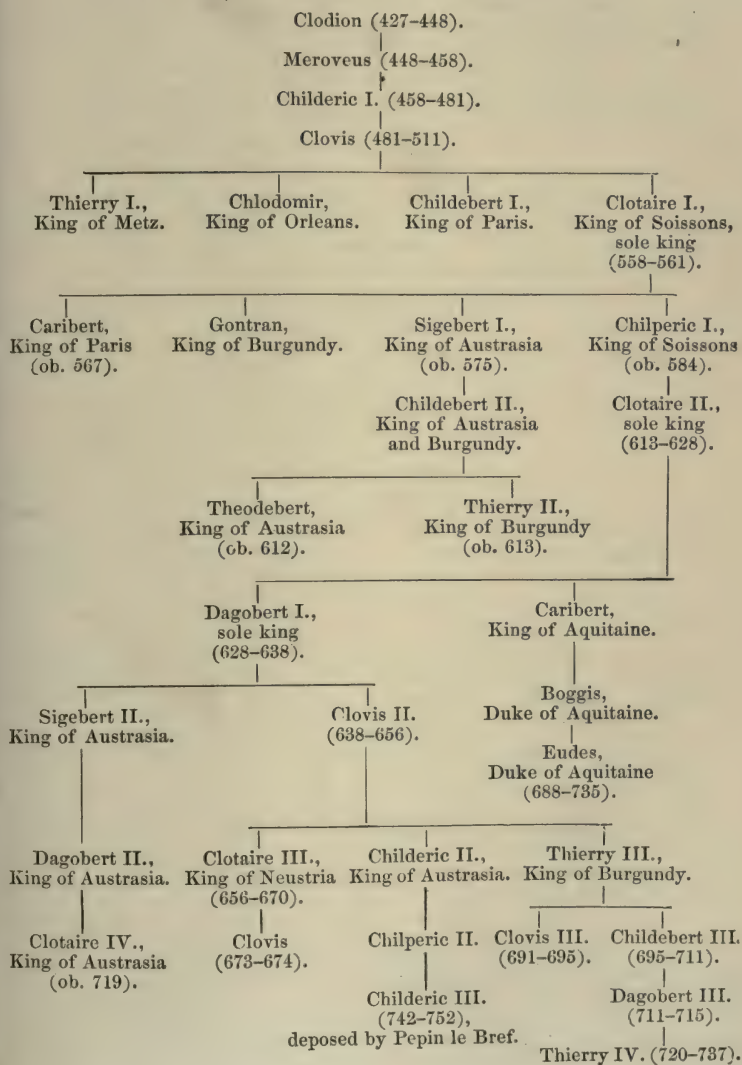 Clodion (427–448).
Meroveus (448–458).
Childeric I. (458–481).
Clovis (481–511).
Thierry I.,
King of Metz.
Chlodomir,
King of Orleans.
Childebert I.,
King of Paris.
Clotaire I.,
King of Soissons,
sole king
(558–561).
Caribert,
King of Paris
(ob. 567).
Gontran,
King of Burgundy.
Sigebert I.,
King of Austrasia
(ob. 575).
Chilperic I.,
King of Soissons
(ob. 584).
Childebert II.,
King of Austrasia
and Burgundy.
Clotaire II.,
sole king
(613–628).
Theodebert,
King of Austrasia
(ob. 612).
Thierry II.,
King of Burgundy
(ob. 613).
Dagobert I.,
sole king
(628–638).
Caribert,
King of Aquitaine.
Boggis,
Duke of Aquitaine.
Eudes,
Duke of Aquitaine
(688–735).
Sigebert II.,
King of Austrasia.
Clovis II.
(638–656).
Dagobert II.,
King of Austrasia.
Clotaire III.,
King of Neustria
(656–670).
Childeric II.,
King of Austrasia.
Thierry III.,
King of Burgundy.
Clotaire IV.,
King of Austrasia
(ob. 719).
Clovis
(673–674).
Chilperic II.
Clovis III.
(691–695).
Childebert III.
(695–711).
Childeric III.
(742–752),
deposed by Pepin le Bref.
Dagobert III.
(711–715).
Thierry IV. (720–737).